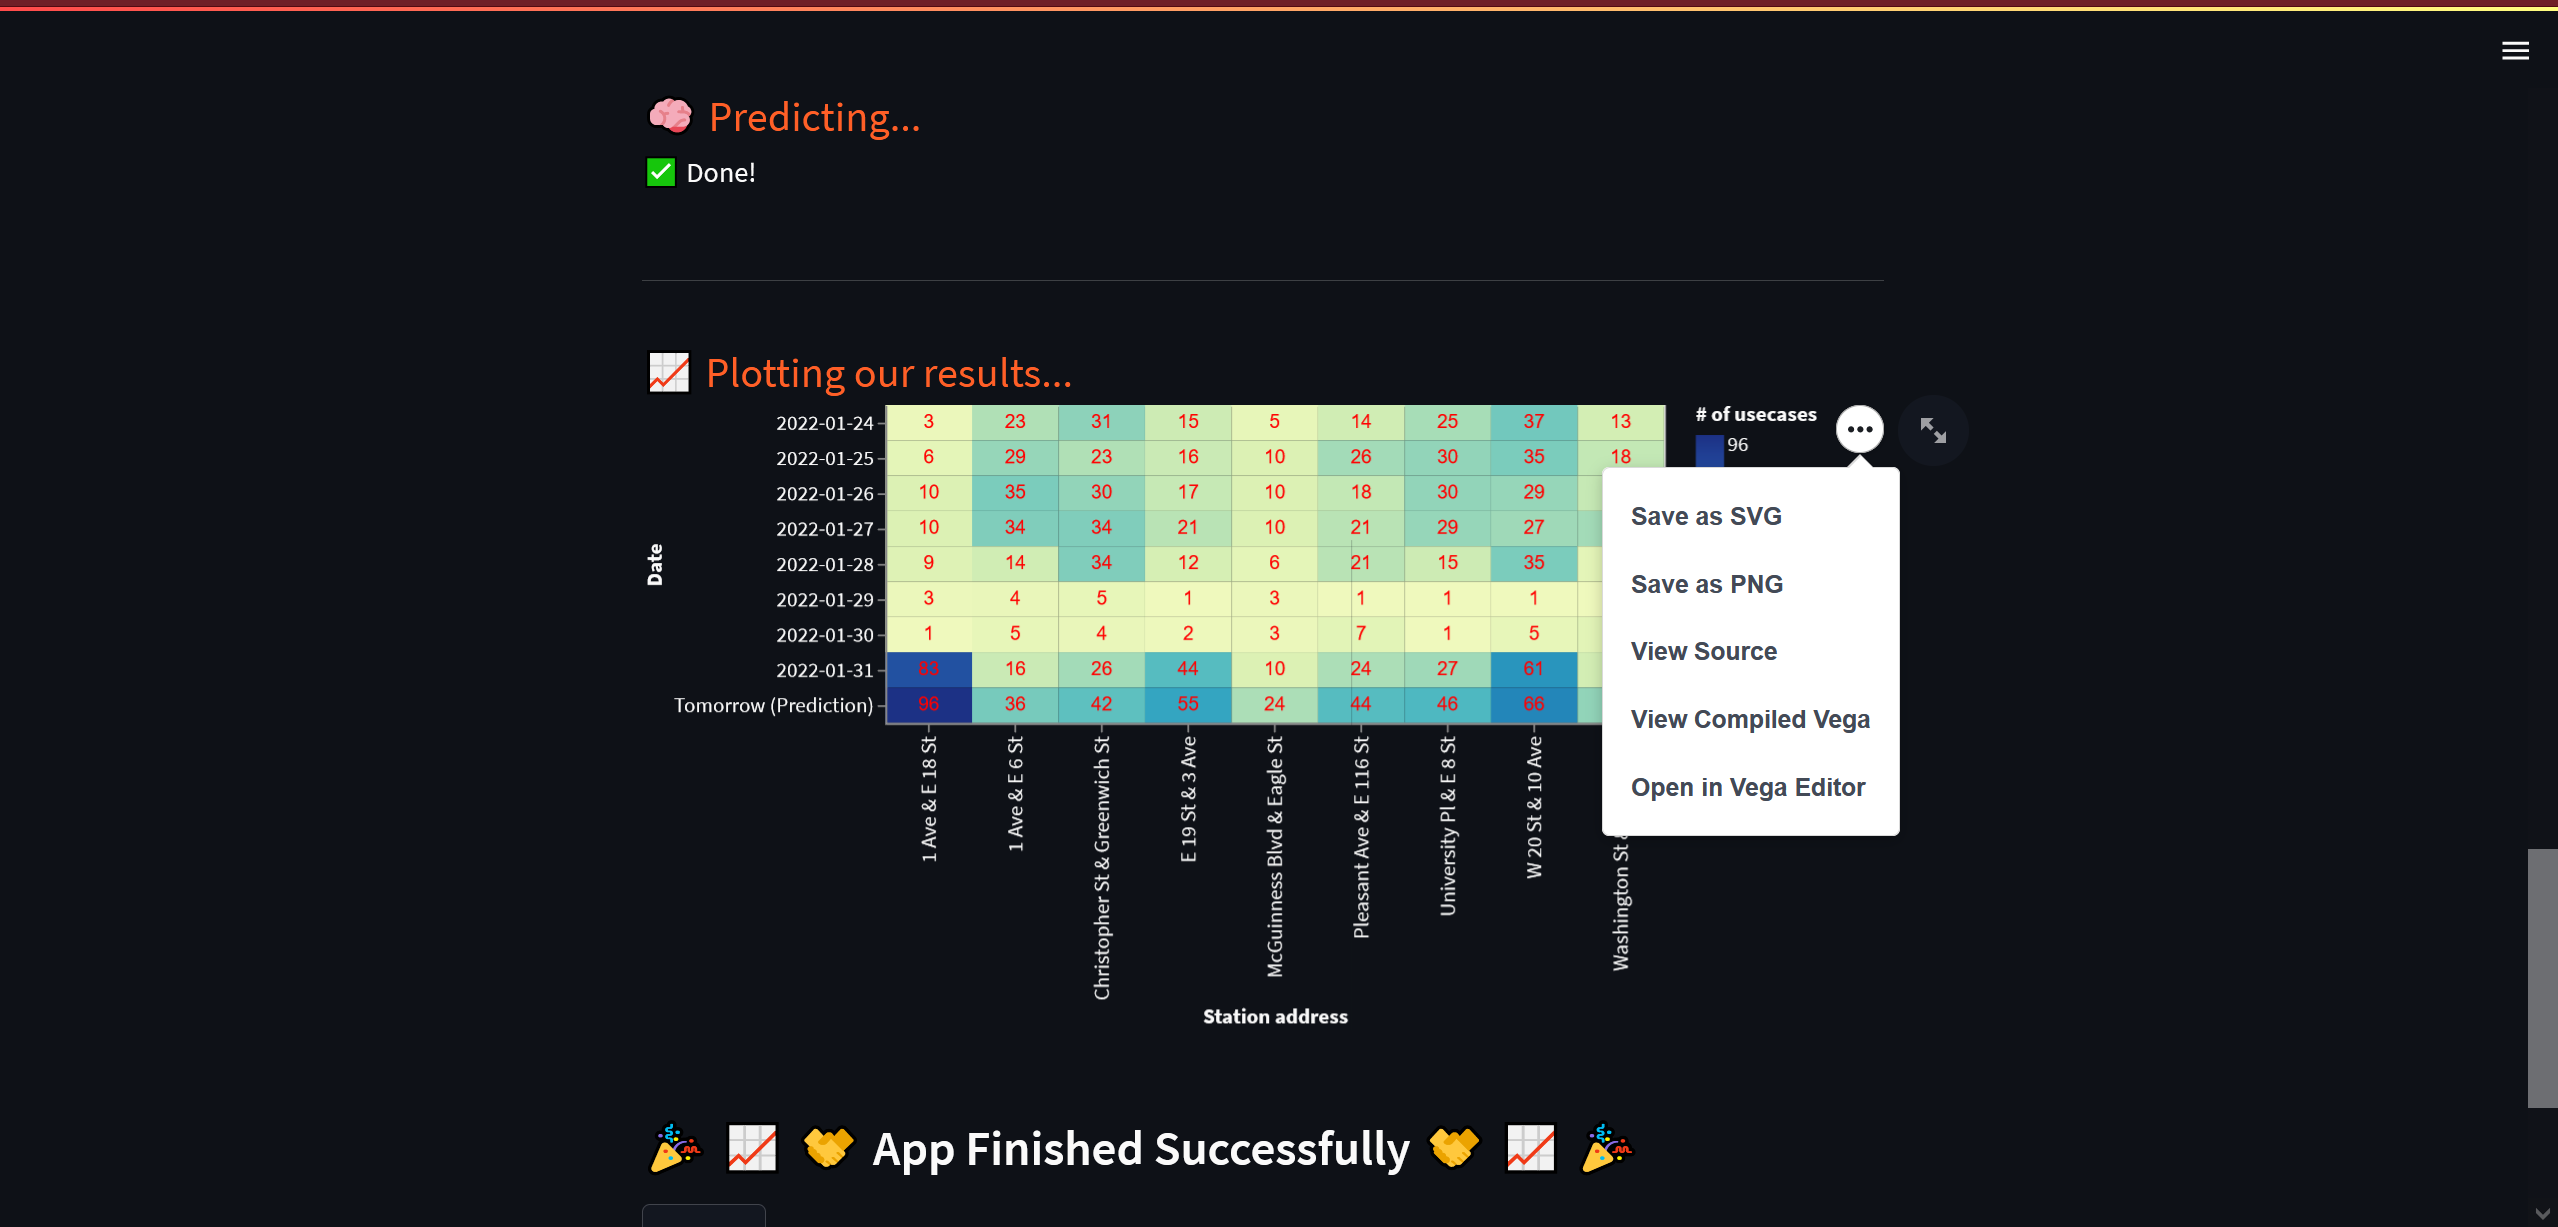 Predicting...
Done!
Plotting our results...
# of usecases
96
2022-01-24 3 23 31 15 5 14 25 37 13
2022-01-25 6 29 23 16 10 26 30 35 18
2022-01-26 10 35 30 17 10 18 30 29
2022-01-27 10 34 34 21 10 21 29 27
2022-01-28 9 14 34 12 6 21 15 35
2022-01-29 3 4 5 1 3 1 1 1
2022-01-30 1 5 4 2 3 7 1 5
2022-01-31 83 16 26 44 10 24 27 61
Tomorrow (Prediction) 96 36 42 55 24 44 46 66
Date
1 Ave & E 18 St
1 Ave & E 6 St
Christopher St & Greenwich St
E 19 St & 3 Ave
McGuinness Blvd & Eagle St
Pleasant Ave & E 116 St
University Pl & E 8 St
W 20 St & 10 Ave
Washington St
Station address
Save as SVG
Save as PNG
View Source
View Compiled Vega
Open in Vega Editor
App Finished Successfully